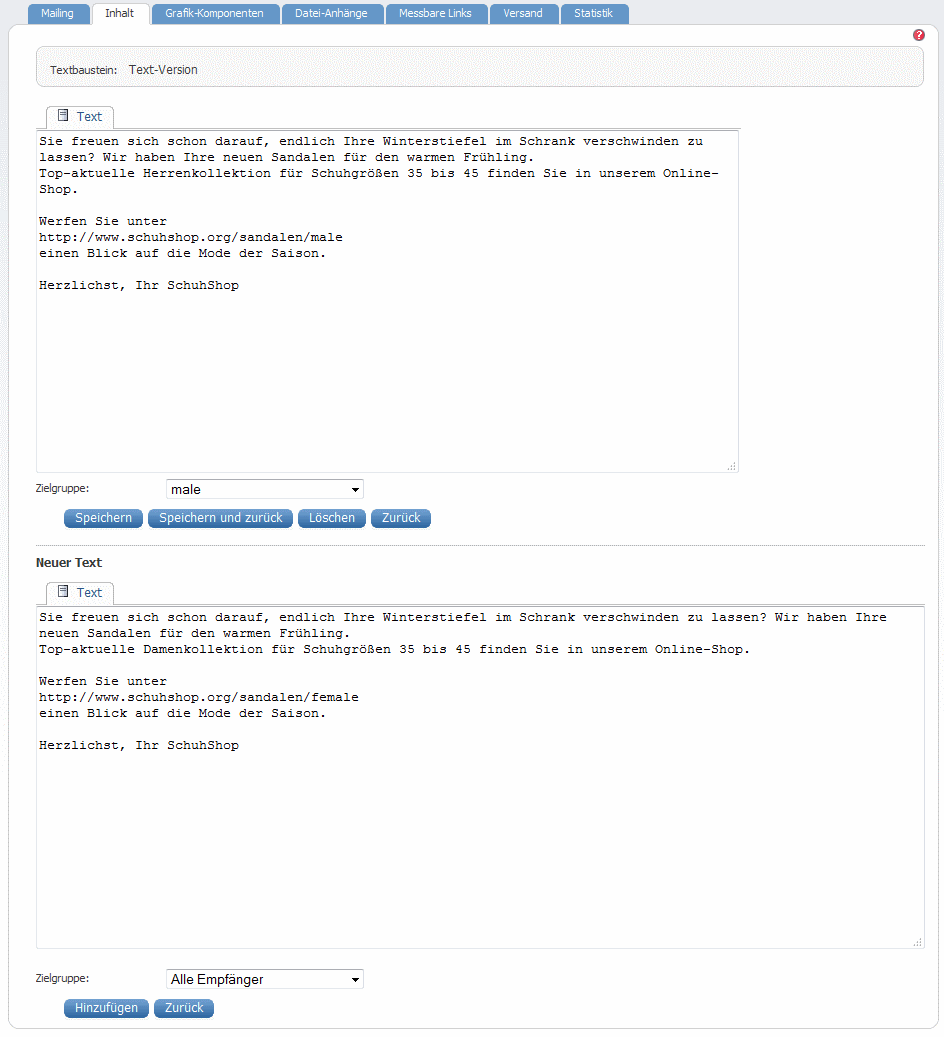 Mailing Inhalt Grafik-Komponenten Datei-Anhänge Messbare Links Versand Statistik
?
Textbaustein: Text-Version
Text
Sie freuen sich schon darauf, endlich Ihre Winterstiefel im Schrank verschwinden zu
lassen? Wir haben Ihre neuen Sandalen für den warmen Frühling.
Top-aktuelle Herrenkollektion für Schuhgrößen 35 bis 45 finden Sie in unserem Online-
Shop.
Werfen Sie unter
http://www.schuhshop.org/sandalen/male
einen Blick auf die Mode der Saison.
Herzlichst, Ihr SchuhShop
Zielgruppe: male
Speichern Speichern und zurück Löschen Zurück
Neuer Text
Text
Sie freuen sich schon darauf, endlich Ihre Winterstiefel im Schrank verschwinden zu lassen? Wir haben Ihre
neuen Sandalen für den warmen Frühling.
Top-aktuelle Damenkollektion für Schuhgrößen 35 bis 45 finden Sie in unserem Online-Shop.
Werfen Sie unter
http://www.schuhshop.org/sandalen/female
einen Blick auf die Mode der Saison.
Herzlichst, Ihr SchuhShop
Zielgruppe: Alle Empfänger
Hinzufügen Zurück